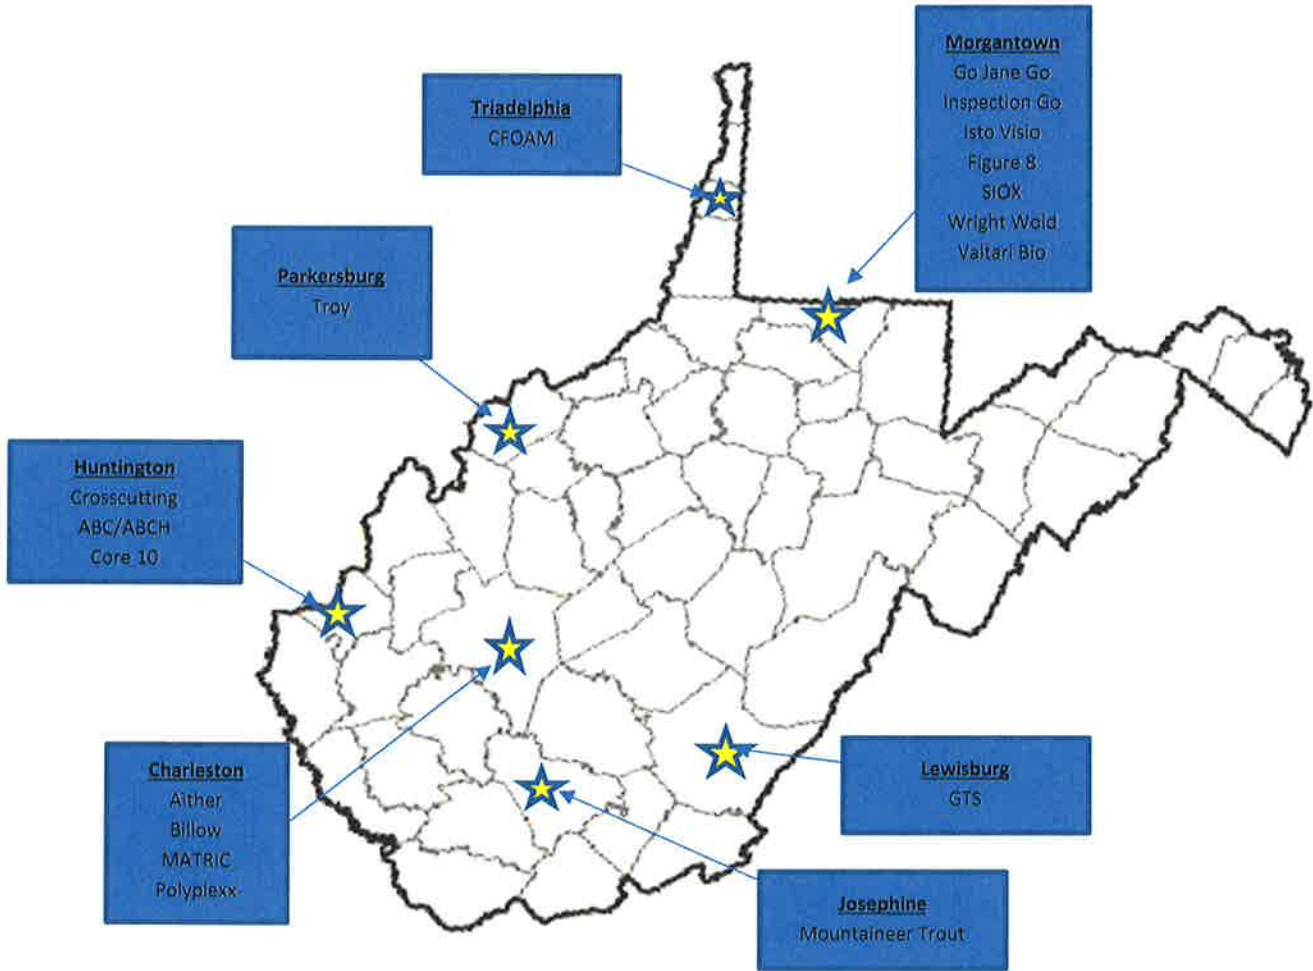 Morgantown
Go Jane Go
Inspection Go
Isto Visio
Figure 8
SIOX
Wright Wold
Valtari Bio
Triadelphia
CFOAM
Parkersburg
Troy
Huntington
Crosscutting
ABC/ABCH
Core 10
Charleston
Aither
Billow
MATRIC
Polyplexx
Lewisburg
GTS
Josephine
Mountaineer Trout